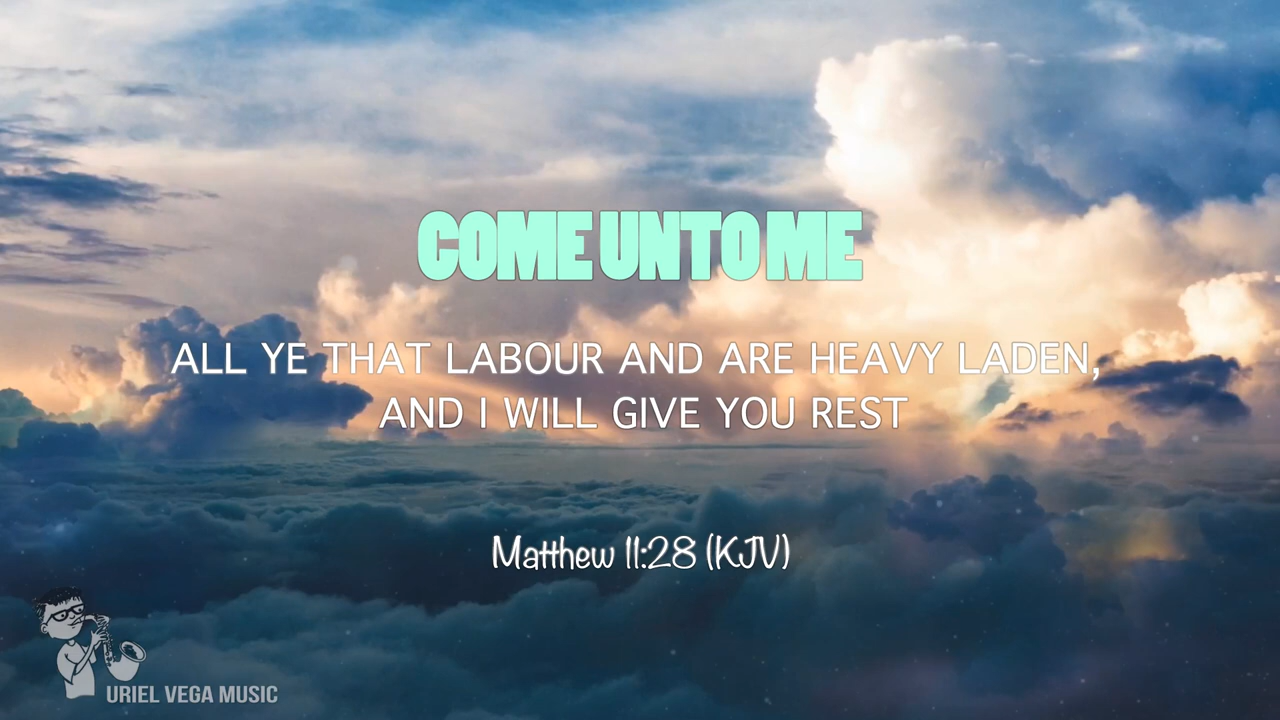 COME UNTO ME
ALL YE THAT LABOUR AND ARE HEAVY LADEN,
AND I WILL GIVE YOU REST
Matthew 11:28 (KJV)
URIEL VEGA MUSIC